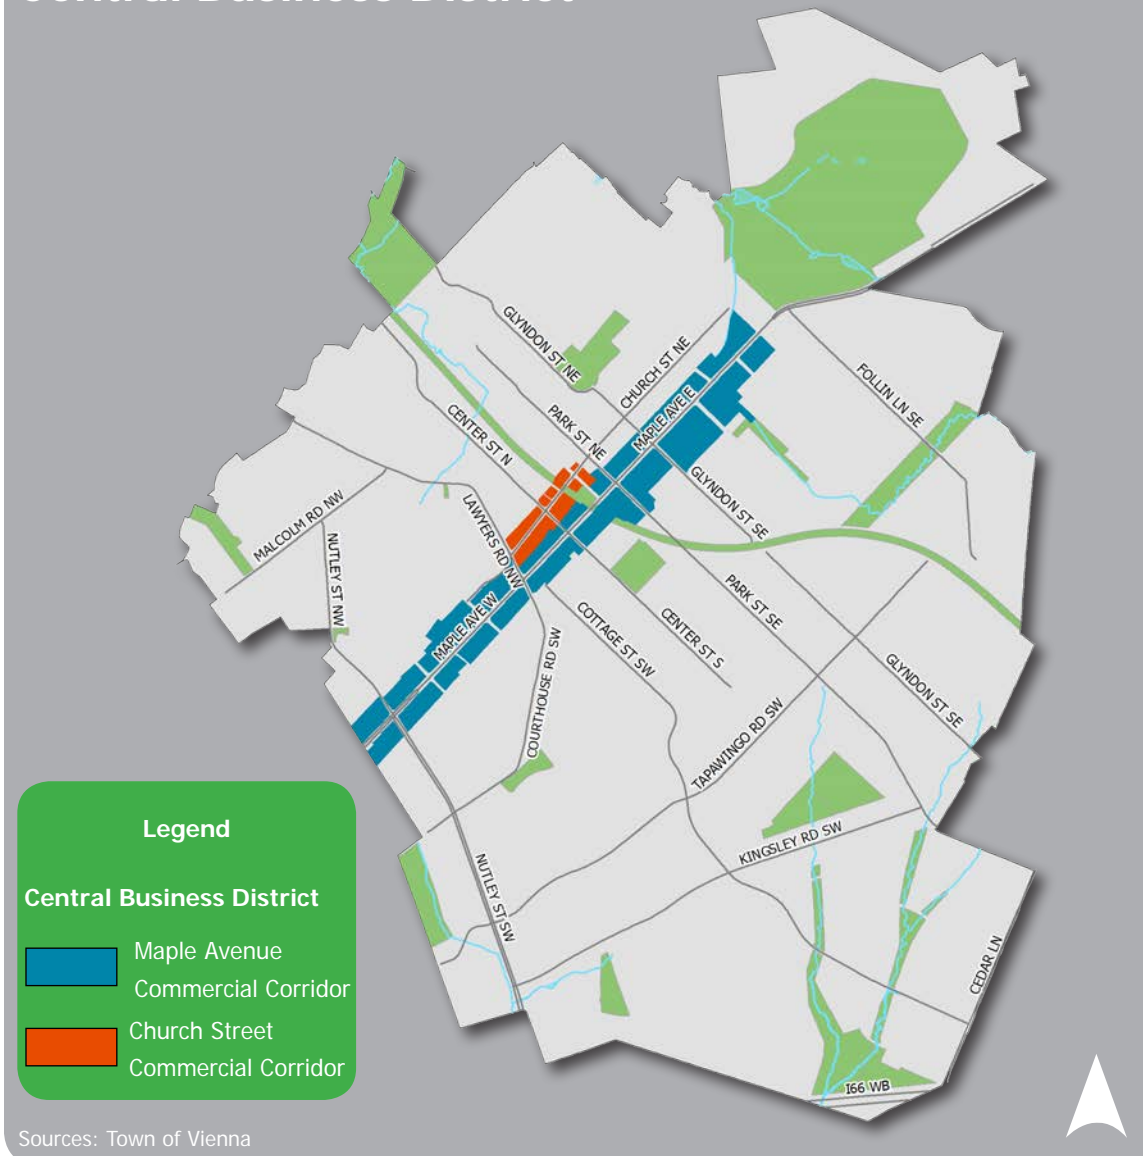 Central Business District
GLYNDON ST NE
CHURCH ST NE
FOLLIN LN SE
PARK ST NE
MAPLE AVE E
CENTER ST N
GLYNDON ST SE
LAWYERS RD NW
MALCOLM RD NW
NUTLEY ST NW
PARK ST SE
MAPLE AVE W
COTTAGE ST SW
CENTER ST S
COURTHOUSE RD SW
GLYNDON ST SE
TAPAWINGO RD SW
KINGSLEY RD SW
NUTLEY ST SW
CEDAR LN
I66 WB
Legend
Central Business District
Maple Avenue
Commercial Corridor
Church Street
Commercial Corridor
Sources: Town of Vienna